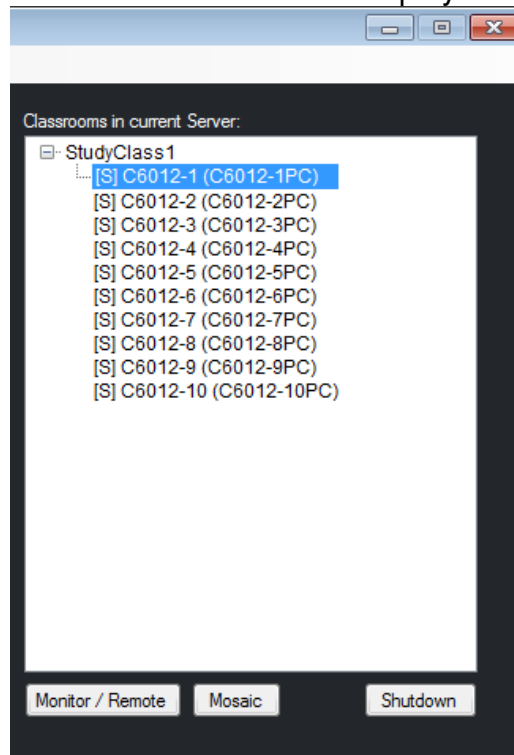 Classrooms in current Server:
StudyClass1
[S] C6012-1 (C6012-1PC)
[S] C6012-2 (C6012-2PC)
[S] C6012-3 (C6012-3PC)
[S] C6012-4 (C6012-4PC)
[S] C6012-5 (C6012-5PC)
[S] C6012-6 (C6012-6PC)
[S] C6012-7 (C6012-7PC)
[S] C6012-8 (C6012-8PC)
[S] C6012-9 (C6012-9PC)
[S] C6012-10 (C6012-10PC)
Monitor / Remote Mosaic Shutdown